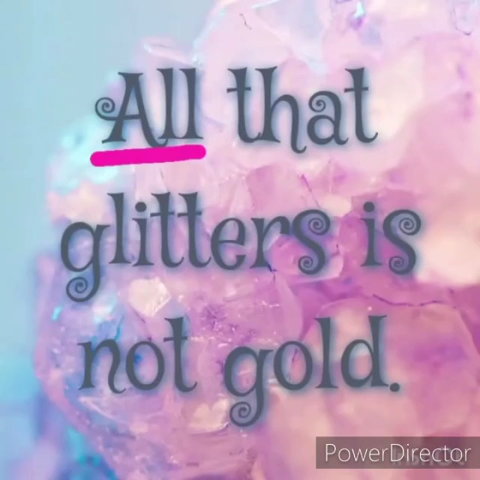 All that
glitters is
not gold.
PowerDirector